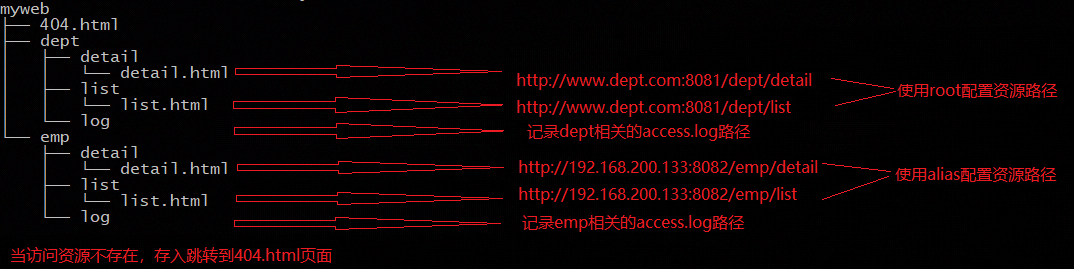 myweb
├── 404.html
├── dept
│   ├── detail
│   │   └── detail.html
│   ├── list
│   │   └── list.html
│   └── log
└── emp
    ├── detail
    │   └── detail.html
    ├── list
    │   └── list.html
    └── log
http://www.dept.com:8081/dept/detail
http://www.dept.com:8081/dept/list
使用root配置资源路径
记录dept相关的access.log路径
http://192.168.200.133:8082/emp/detail
http://192.168.200.133:8082/emp/list
使用alias配置资源路径
记录emp相关的access.log路径
当访问资源不存在，存入跳转到404.html页面